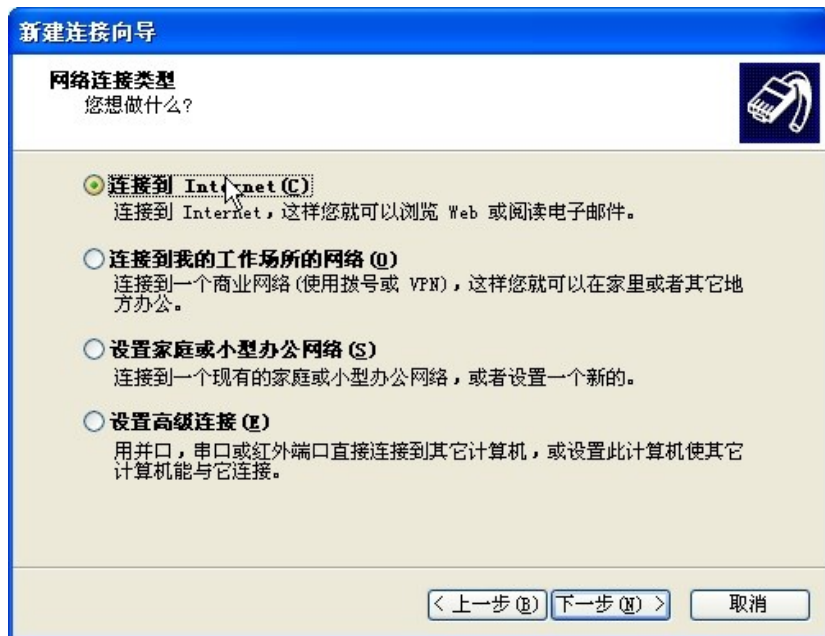 新建连接向导
网络连接类型
您想做什么?
连接到 Internet(C)
连接到 Internet，这样您就可以浏览 Web 或阅读电子邮件。
连接到我的工作场所的网络(O)
连接到一个商业网络(使用拨号或 VPN)，这样您就可以在家里或者其它地
方办公。
设置家庭或小型办公网络(S)
连接到一个现有的家庭或小型办公网络，或者设置一个新的。
设置高级连接(E)
用并口，串口或红外端口直接连接到其它计算机，或设置此计算机使其它
计算机能与它连接。
< 上一步(B) 下一步(N) > 取消